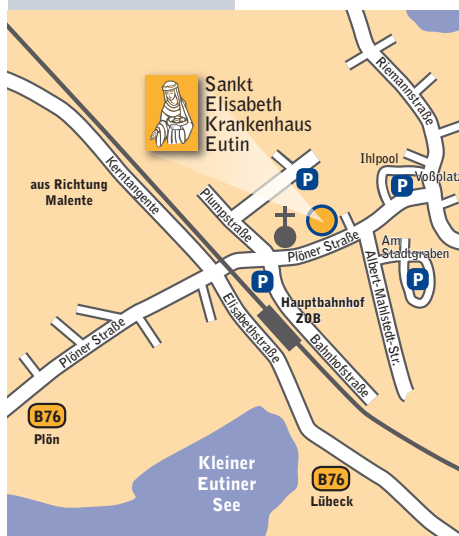 Sankt
Elisabeth
Krankenhaus
Eutin
Riemannstraße
Ihlpool
Voßplatz
P
P
aus Richtung
Malente
Kerntangente
Plumpstraße
Plöner Straße
Am
Stadtgraben
P
P
Albert-Mahlstedt-Str.
Hauptbahnhof
ZOB
Elisabethstraße
Bahnhofstraße
Plöner Straße
B76
Plön
Kleiner
Eutiner
See
B76
Lübeck